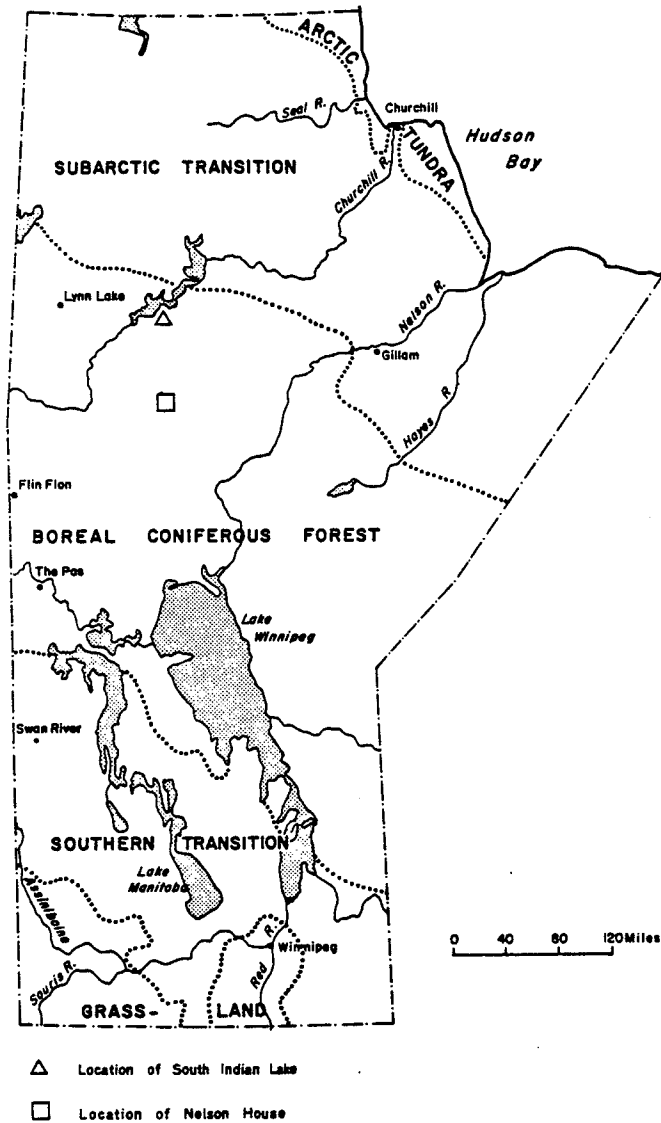 ARCTIC
Seal R.
Churchill
Hudson
Bay
TUNDRA
SUBARCTIC TRANSITION
Churchill R.
Lynn Lake
Nelson R.
Gillam
Hayes R
Flin Flon
BOREAL CONIFEROUS FOREST
The Pas
Lake
Winnipeg
Swan River
SOUTHERN TRANSITION
Lake
Manitoba
Assiniboine
R.
Winnipeg
0 40 80 120 Miles
Souris R.
Red
GRASS- LAND
Location of South Indian Lake
Location of Nelson House